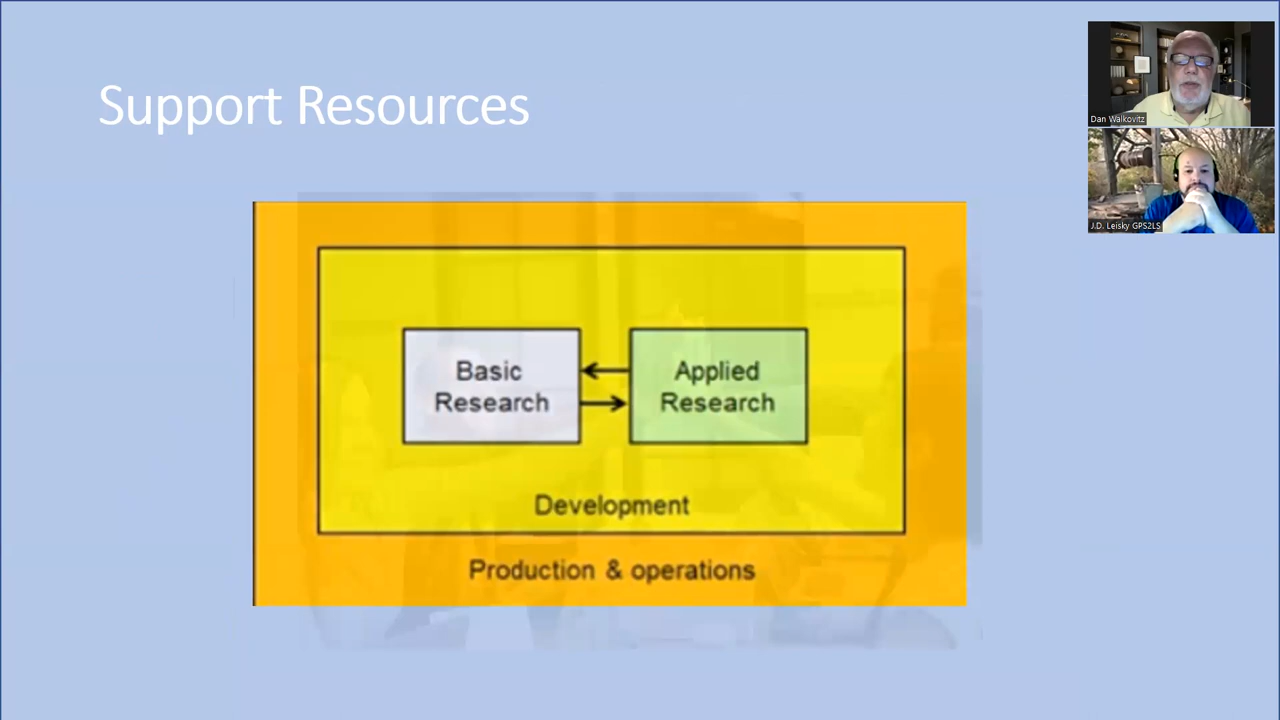 Support Resources
Basic
Research
Applied
Research
Development
Production & operations
Dan Walkovitz
J.D. Leisky GPS2LS